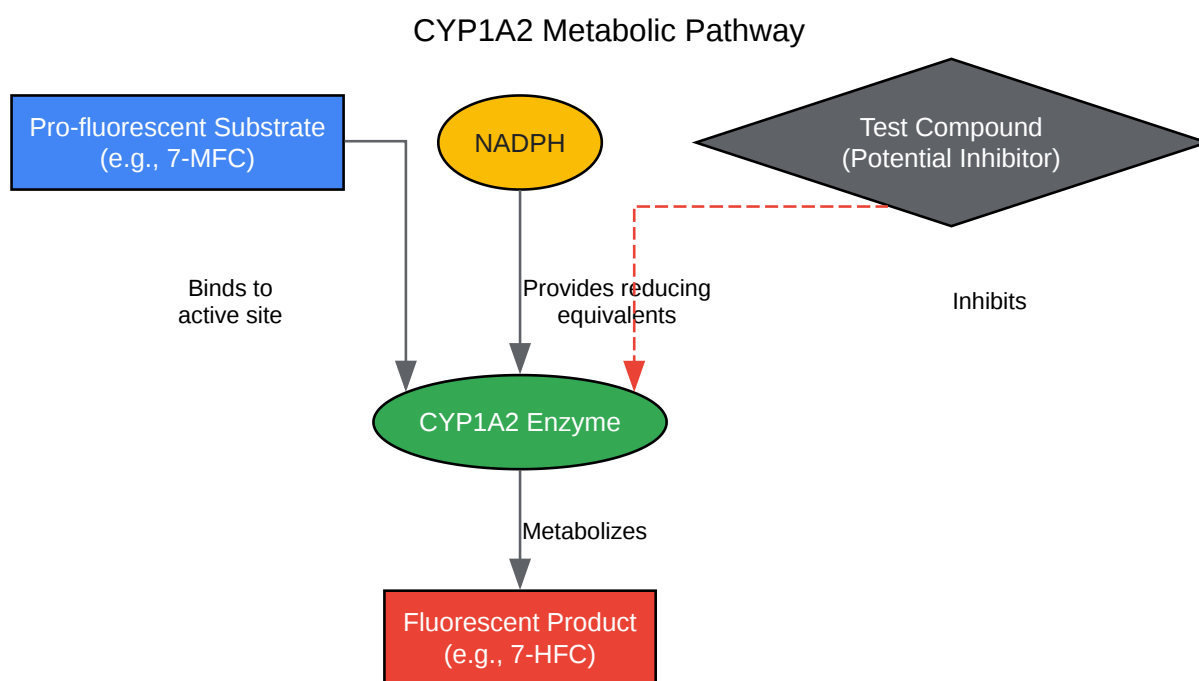 CYP1A2 Metabolic Pathway
Pro-fluorescent Substrate
(e.g., 7-MFC)
NADPH
Test Compound
(Potential Inhibitor)
Binds to
active site
Provides reducing
equivalents
Inhibits
CYP1A2 Enzyme
Metabolizes
Fluorescent Product
(e.g., 7-HFC)